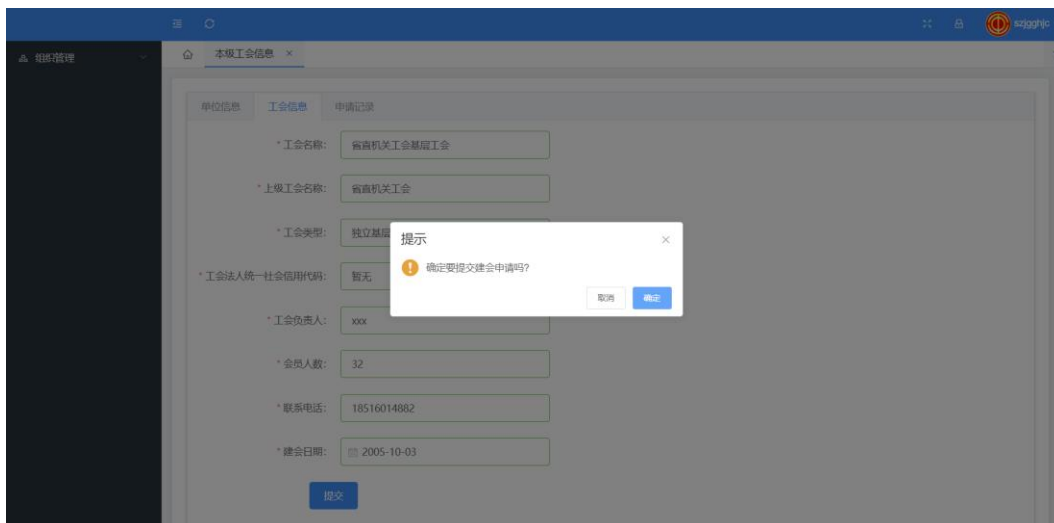 szjgghjc
组织管理
本级工会信息 ×
单位信息 工会信息 申请记录
* 工会名称: 省直机关工会基层工会
* 上级工会名称: 省直机关工会
* 工会类型: 独立基层
提示 ×
确定要提交建会申请吗?
取消 确定
* 工会法人统一社会信用代码: 暂无
* 工会负责人: xxx
* 会员人数: 32
* 联系电话: 18516014882
* 建会日期: 2005-10-03
提交